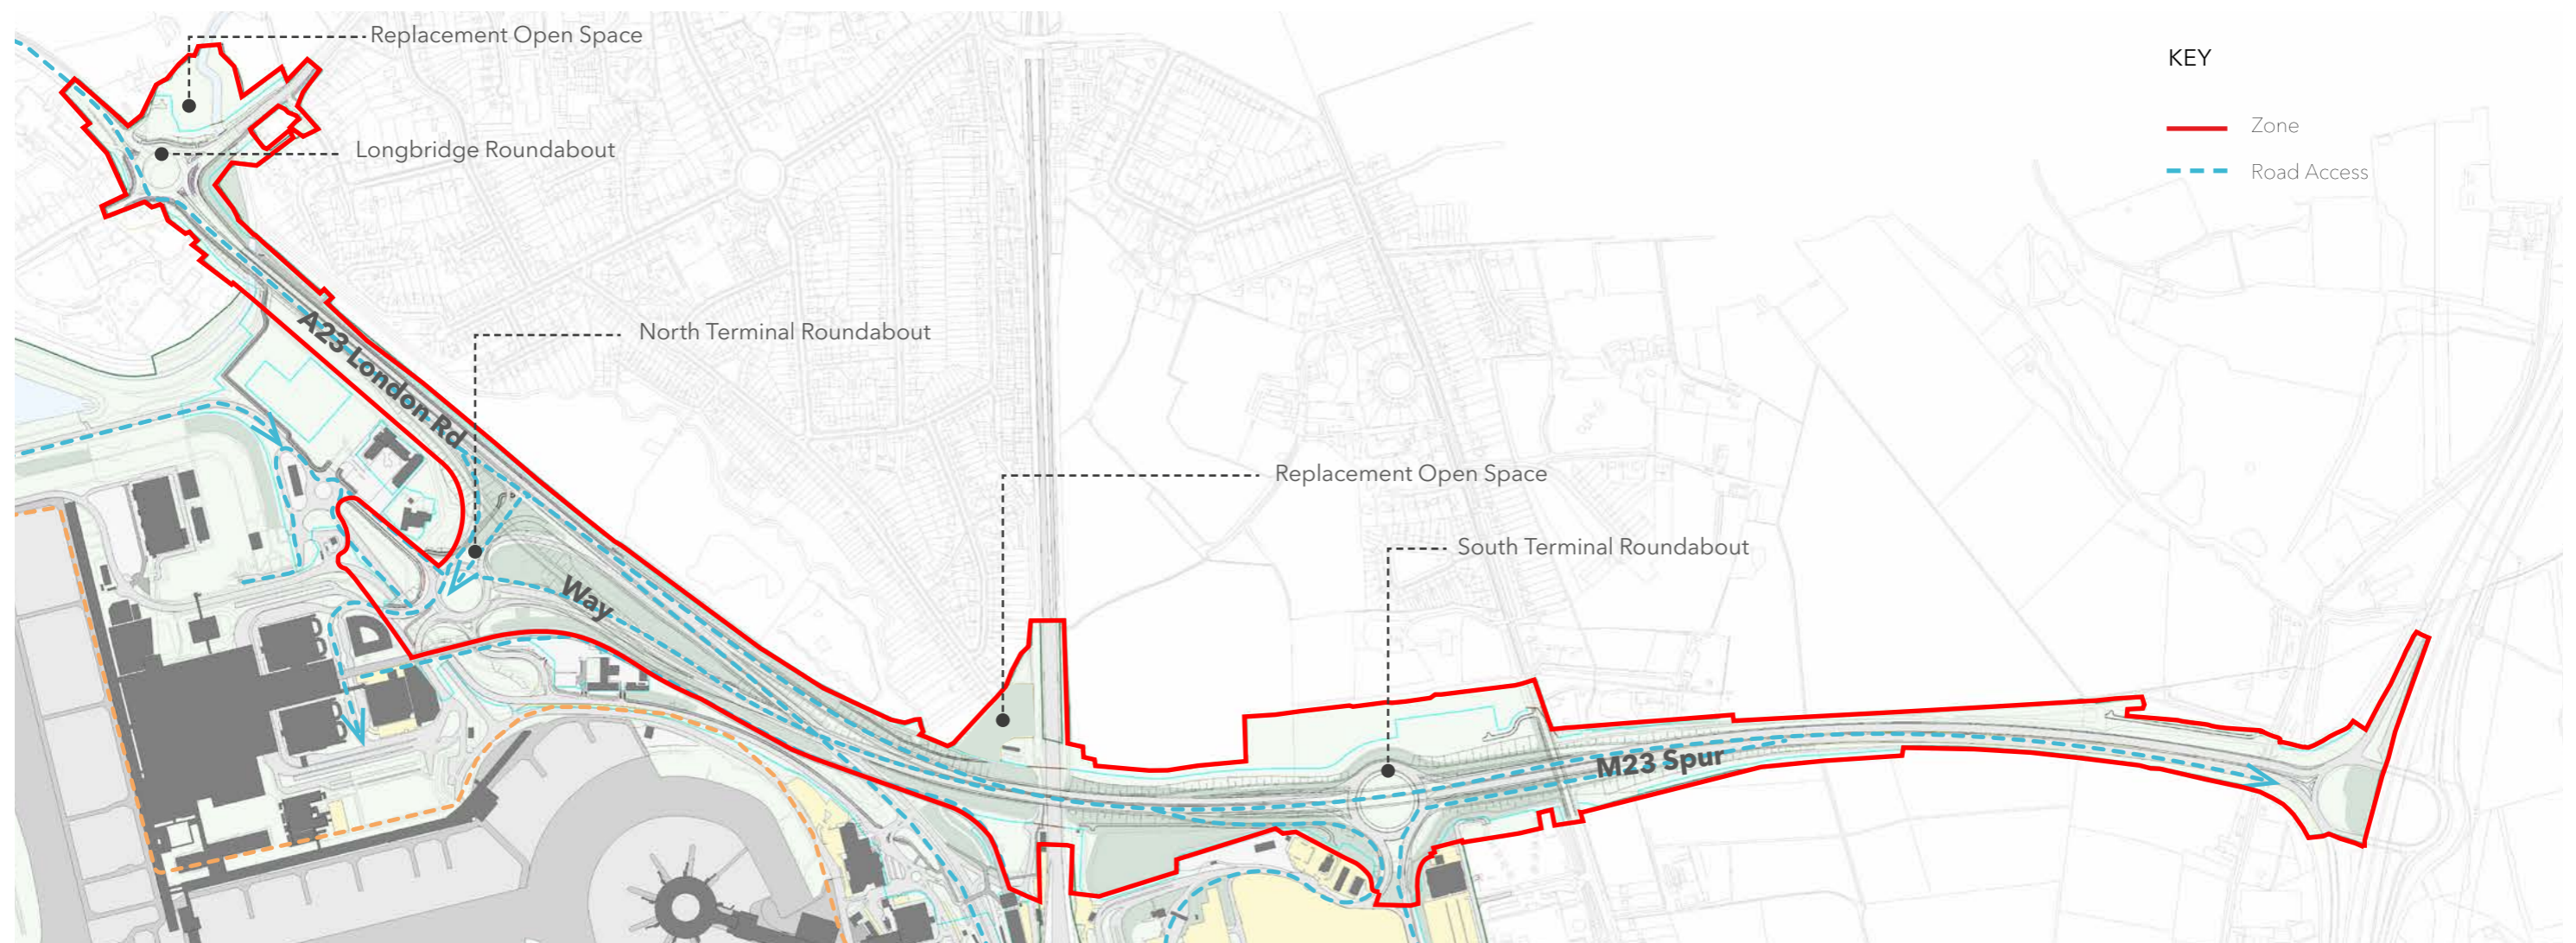 Replacement Open Space
KEY
Zone
Longbridge Roundabout
Road Access
A23 London Rd
North Terminal Roundabout
Replacement Open Space
South Terminal Roundabout
Way
M23 Spur